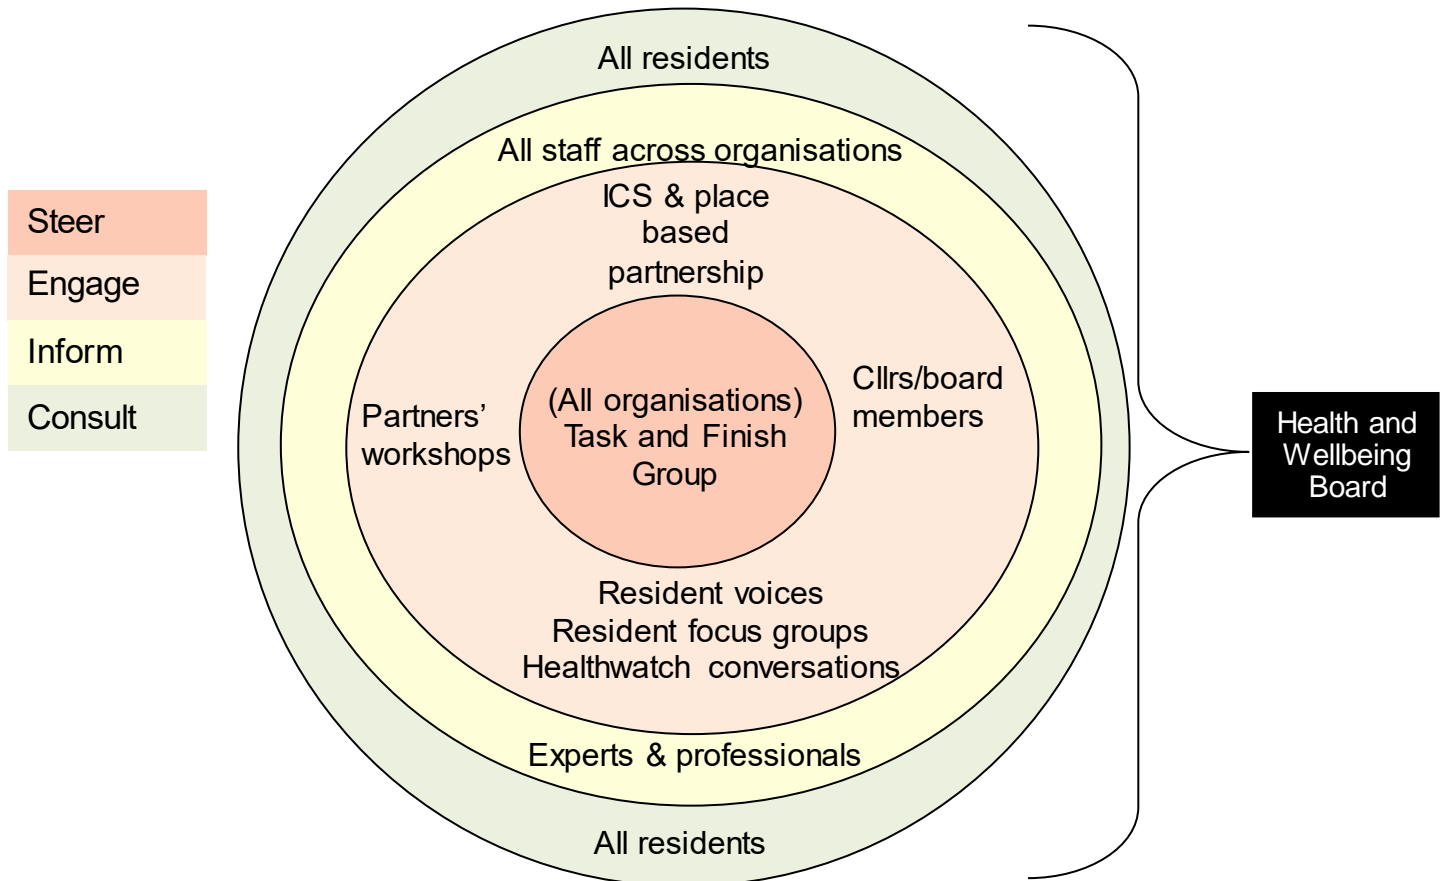 All residents
All staff across organisations
Steer
Engage
Inform
Consult
ICS & place
based
partnership
(All organisations)
Task and Finish
Group
Partners’
workshops
Cllrs/board
members
Health and
Wellbeing
Board
Resident voices
Resident focus groups
Healthwatch conversations
Experts & professionals
All residents